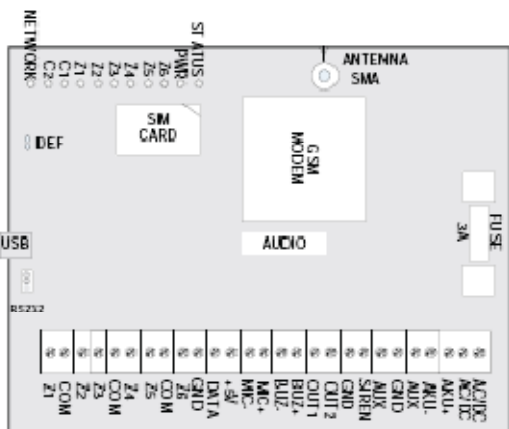 NETWORK
C2
C1
Z1
Z2
Z3
Z4
Z5
Z6
PWR
STATUS
ANTEMNA
SMA
SIM
CARD
DEF
GSM
MODEM
FUSE
3A
USB
AUDIO
RS232
Z1
COM
Z2
Z3
COM
Z4
Z5
COM
Z6
GND
DATA
+5V
MIC-
MIC+
BUZ-
BUZ+
OUT1
OUT2
GND
SIREN
AUX
GND
AUX
AKU-
AKU+
AC/DC
AC/DC